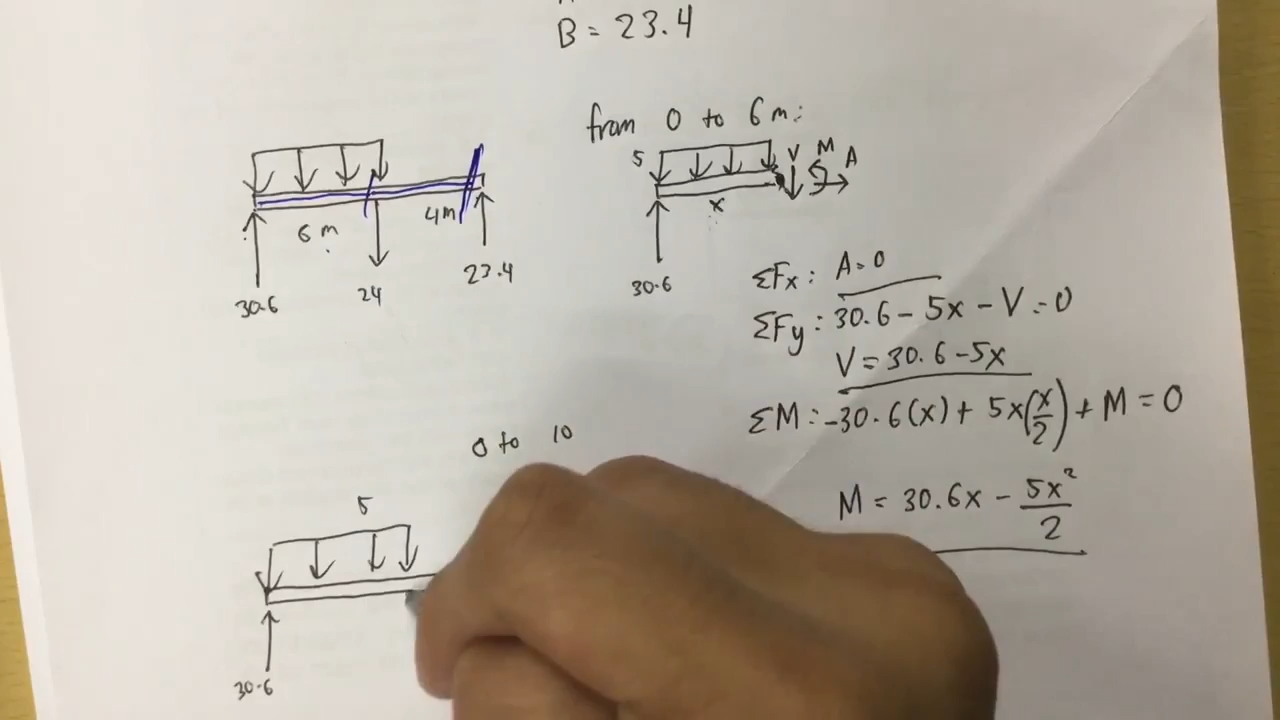 B = 23.4
from 0 to 6 m:
5
V M A
x
30.6
6 m
4m
30.6
24
23.4
ΣFx: A=0
ΣFy: 30.6 - 5x - V = 0
V = 30.6 - 5x
ΣM: -30.6(x) + 5x(x/2) + M = 0
M = 30.6x - 5x²/2
0 to 10
5
30.6